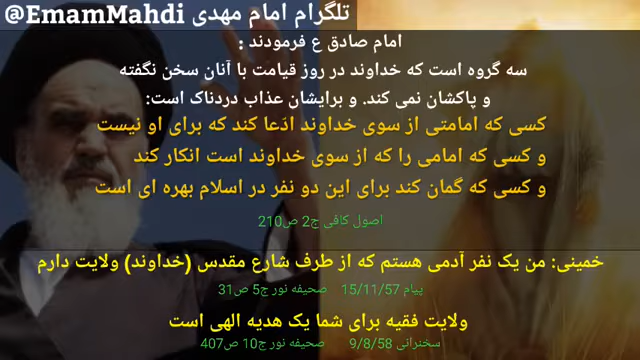 تلگرام امام مهدی @EmamMahdi
امام صادق ع فرمودند :
سه گروه است که خداوند در روز قیامت با آنان سخن نگفته
و پاکشان نمی کند. و برایشان عذاب دردناک است:
کسی که امامتی از سوی خداوند ادّعا کند که برای او نیست
و کسی که امامی را که از سوی خداوند است انکار کند
و کسی که گمان کند برای این دو نفر در اسلام بهره ای است
اصول کافی ج2 ص210
خمینی: من یک نفر آدمی هستم که از طرف شارع مقدس (خداوند) ولایت دارم
پیام 15/11/57 صحیفه نور ج5 ص31
ولایت فقیه برای شما یک هدیه الهی است
سخنرانی 9/8/58 صحیفه نور ج10 ص407